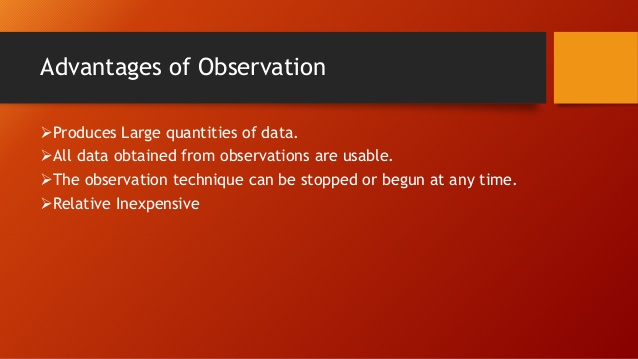 Advantages of Observation
➢Produces Large quantities of data.
➢All data obtained from observations are usable.
➢The observation technique can be stopped or begun at any time.
➢Relative Inexpensive